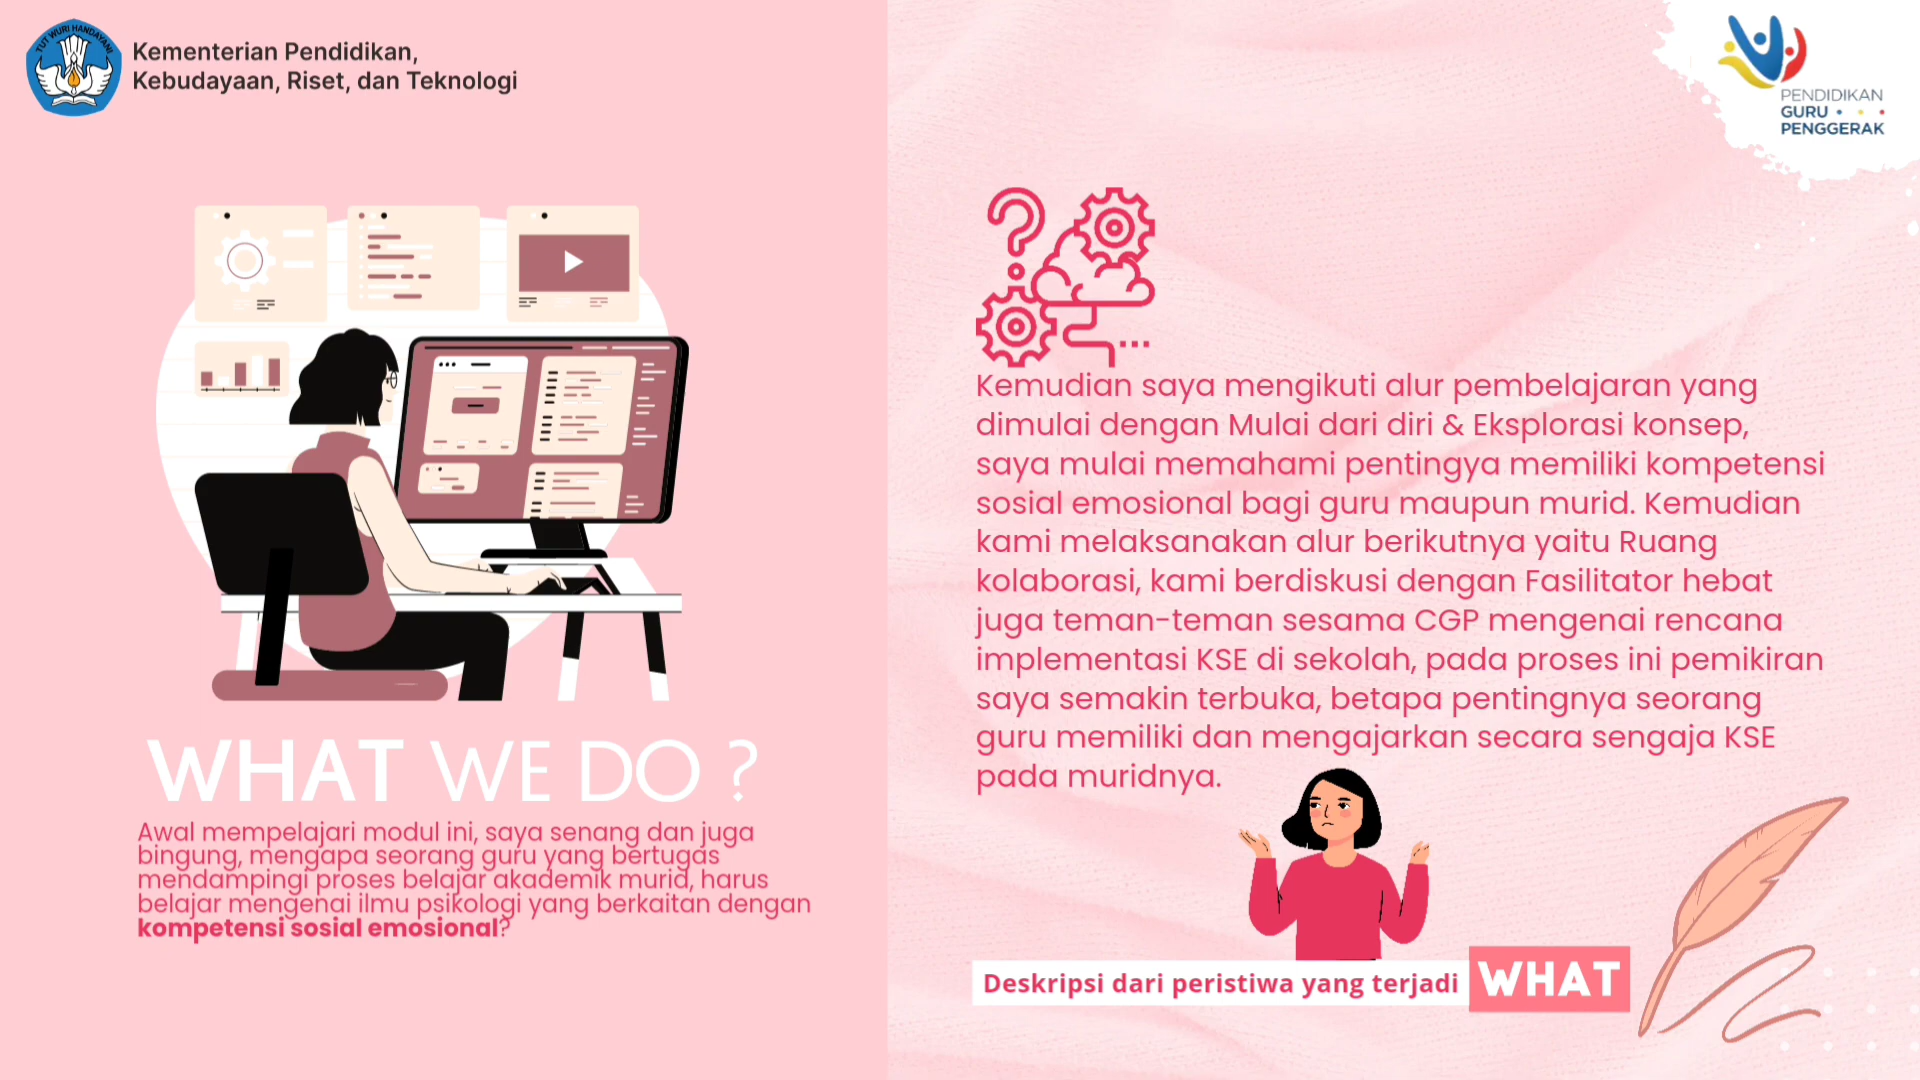 TUT WURI HANDAYANI
Kementerian Pendidikan,
Kebudayaan, Riset, dan Teknologi
PENDIDIKAN
GURU
PENGGERAK
WHAT WE DO ?
Awal mempelajari modul ini, saya senang dan juga
bingung, mengapa seorang guru yang bertugas
mendampingi proses belajar akademik murid, harus
belajar mengenai ilmu psikologi yang berkaitan dengan
kompetensi sosial emosional?
Kemudian saya mengikuti alur pembelajaran yang
dimulai dengan Mulai dari diri & Eksplorasi konsep,
saya mulai memahami pentingya memiliki kompetensi
sosial emosional bagi guru maupun murid. Kemudian
kami melaksanakan alur berikutnya yaitu Ruang
kolaborasi, kami berdiskusi dengan Fasilitator hebat
juga teman-teman sesama CGP mengenai rencana
implementasi KSE di sekolah, pada proses ini pemikiran
saya semakin terbuka, betapa pentingnya seorang
guru memiliki dan mengajarkan secara sengaja KSE
pada muridnya.
Deskripsi dari peristiwa yang terjadi WHAT